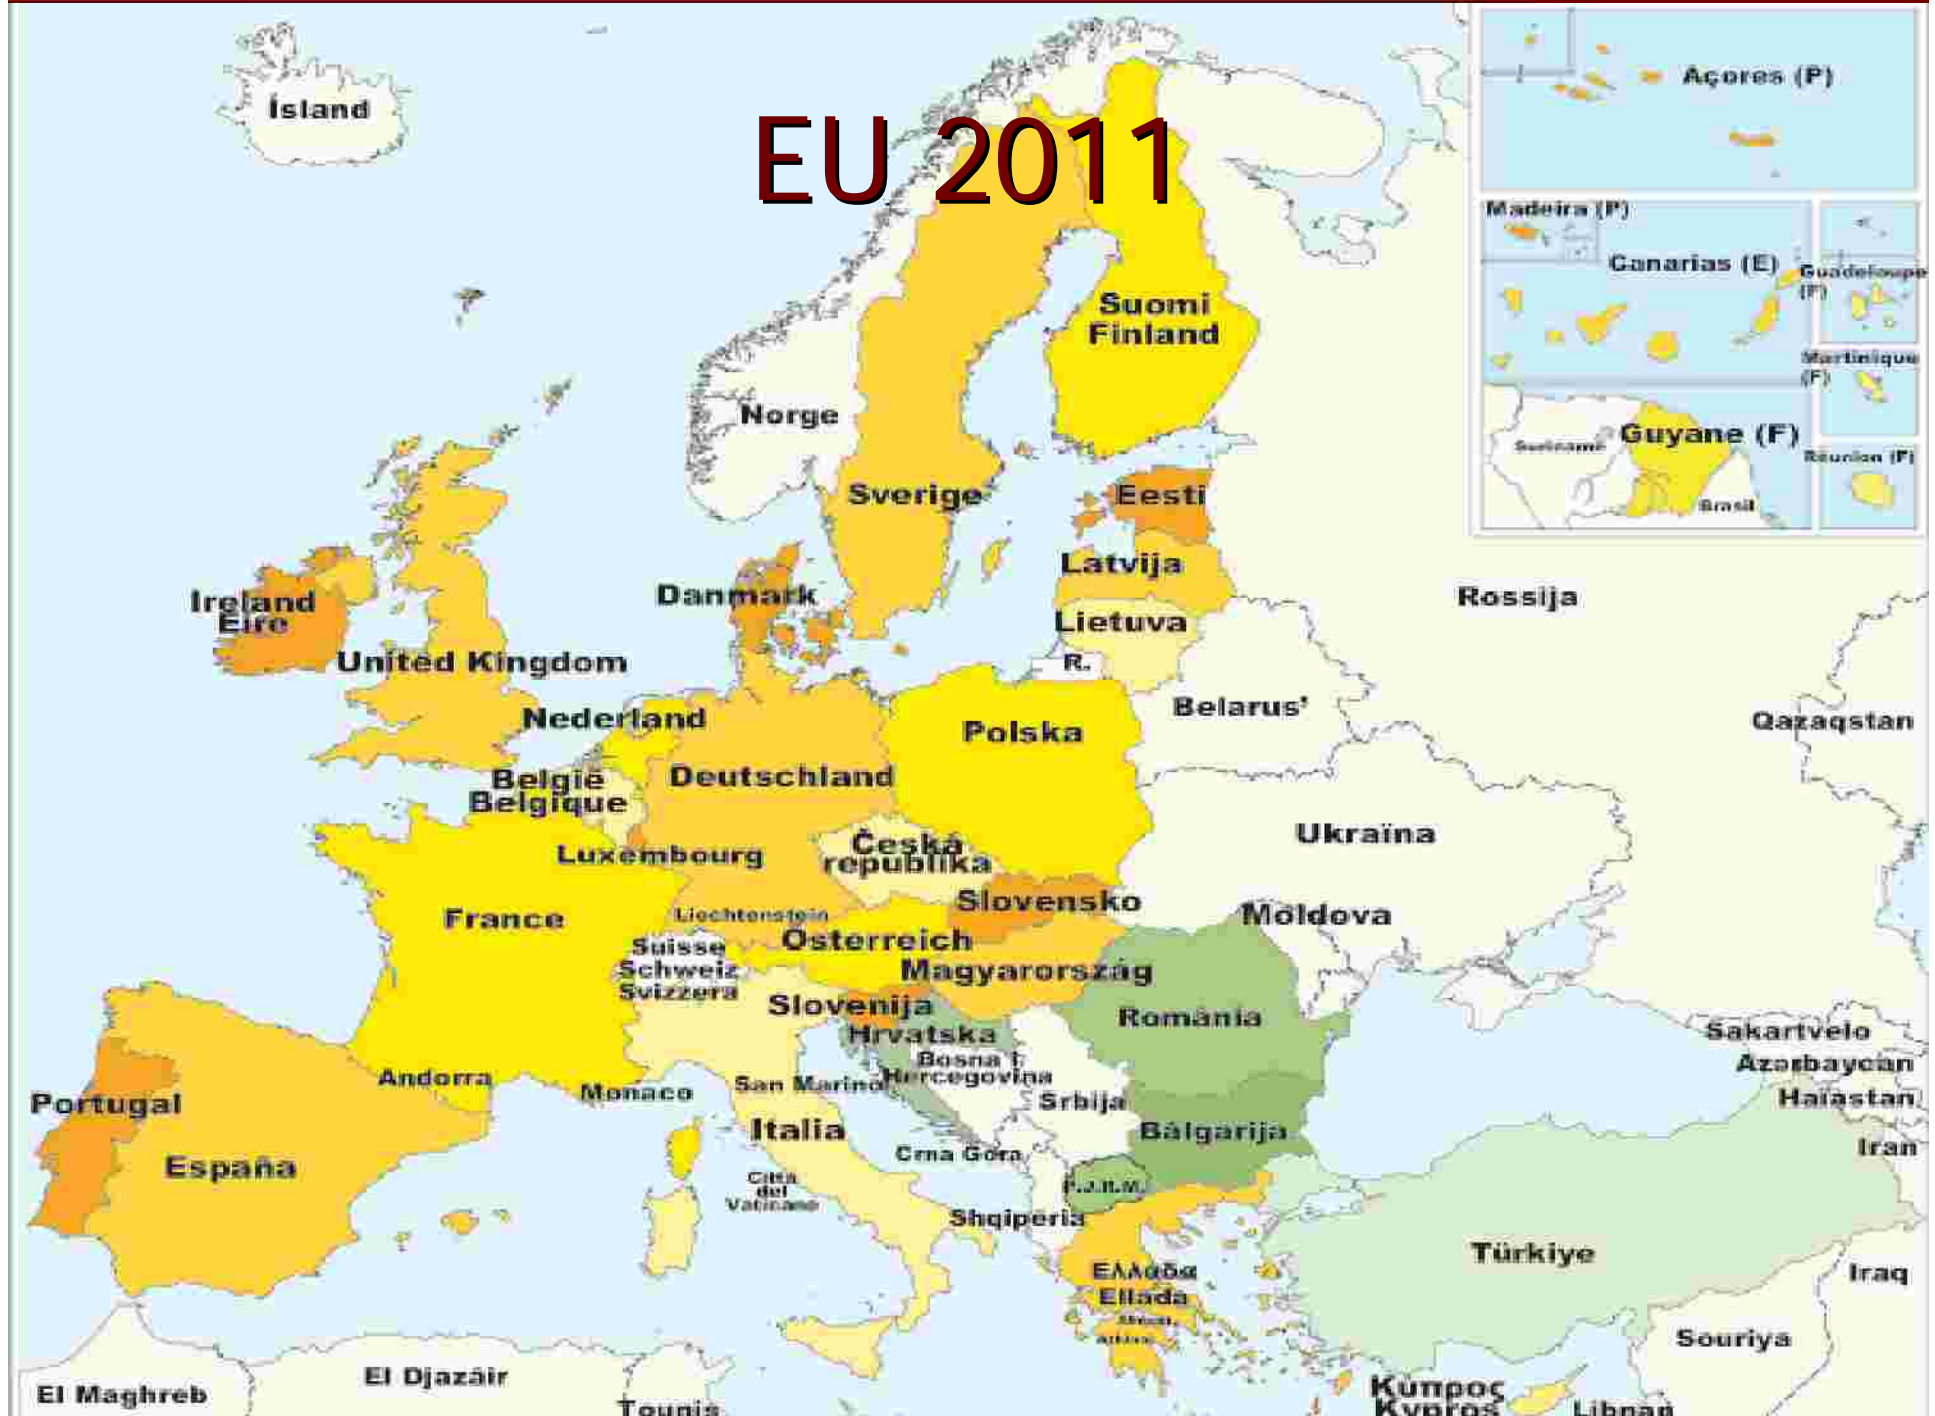 EU 2011
Ísland
Açores (P)
Madeira (P)
Canarias (E)
Guadeloupe
(F)
Martinique
(F)
Guyane (F)
Suriname
Brasil
Réunion (F)
Suomi
Finland
Norge
Sverige
Eesti
Latvija
Lietuva
R.
Danmark
Ireland
Éire
United Kingdom
Nederland
België
Belgique
Luxembourg
Deutschland
Polska
Belarus'
Rossija
Qazaqstan
Ukraïna
Česká
republika
Slovensko
Moldova
France
Liechtenstein
Österreich
Suisse
Schweiz
Svizzera
Magyarország
Slovenija
Hrvatska
România
Bosna i
Hercegovina
Sakartvelo
Azərbaycan
Haïastan
Andorra
Monaco
San Marino
Srbija
Portugal
España
Italia
Bălgarija
Crna Gora
Iran
Città
del
Vaticano
P.J.R.M.
Shqipëria
Türkiye
Iraq
Ελλαδα
Ellada
Souriya
El Maghreb
El Djazâir
Tounis
Κύπρος
Kypros
Libnan